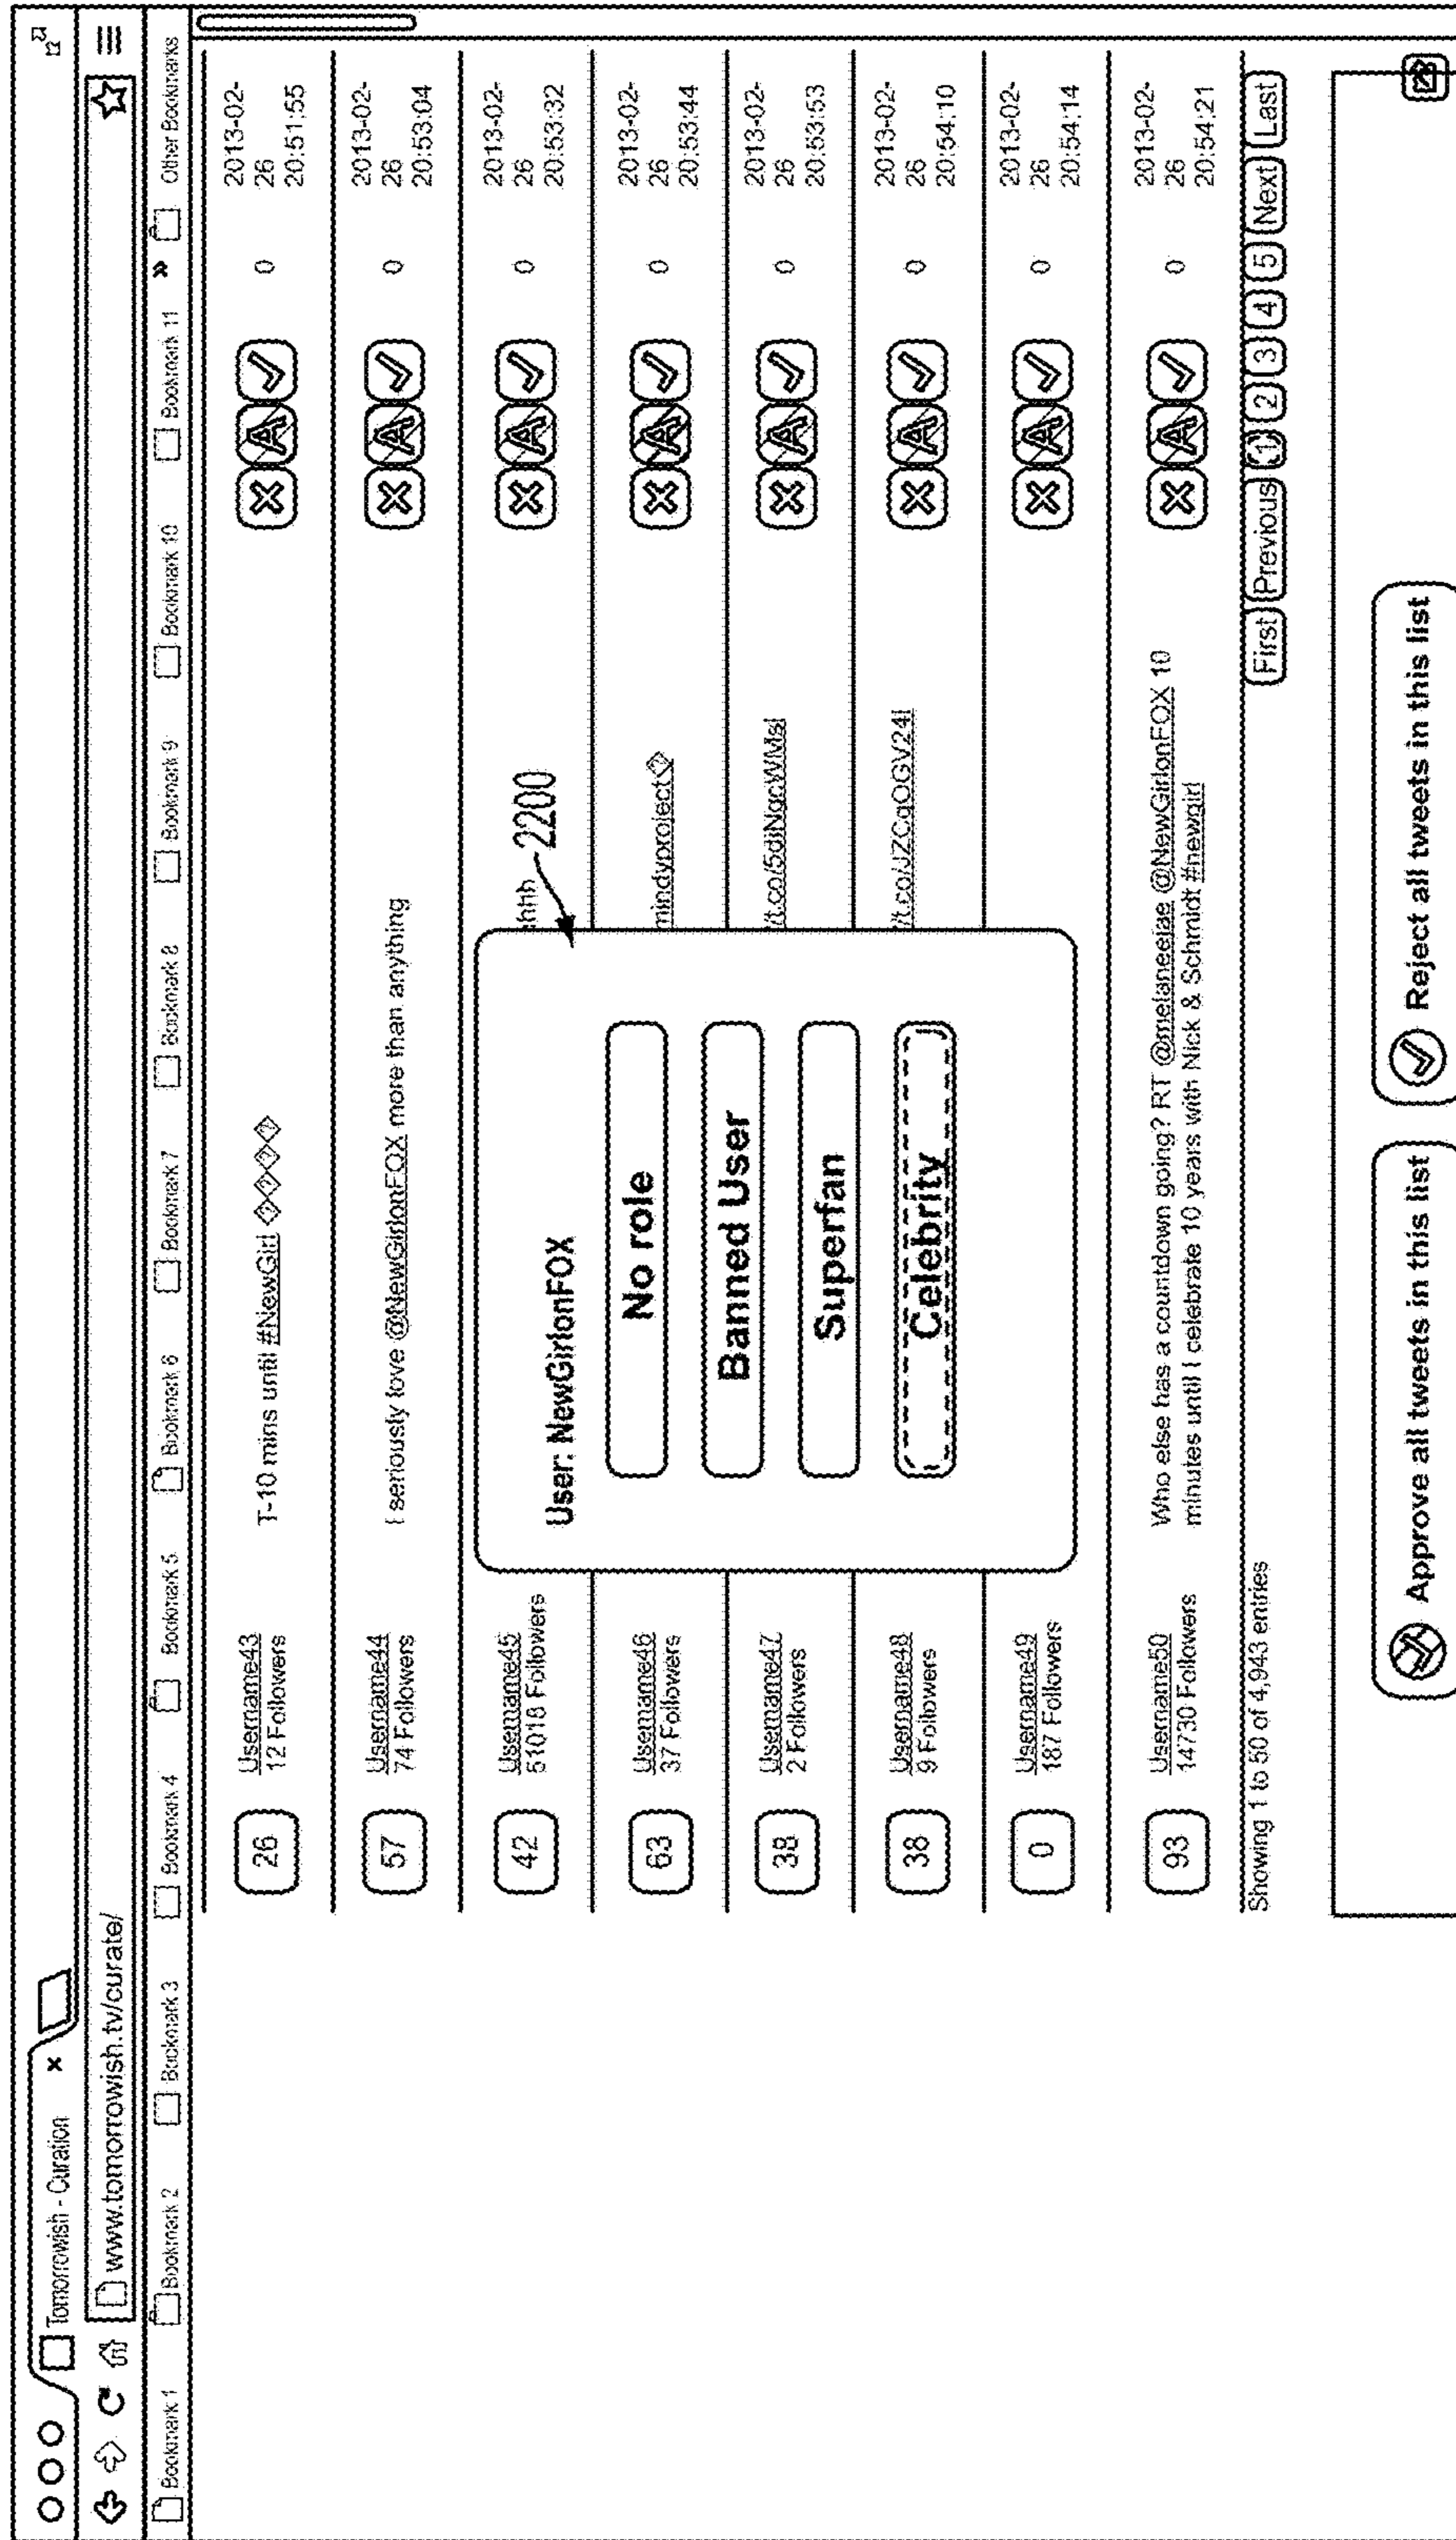 Tomorrowish - Curation x
www.tomorrowish.tv/curate/
Bookmark 1 Bookmark 2 Bookmark 3 Bookmark 4 Bookmark 5 Bookmark 6 Bookmark 7 Bookmark 8 Bookmark 9 Bookmark 10 Bookmark 11 » Other Bookmarks
26 Username43 T-10 mins until #NewGirl A 0 2013-02-
12 Followers 26
20:51:55
57 Username44 I seriously love @NewGirlonFOX more than anything A 0 2013-02-
74 Followers 26
20:53:04
42 Username45 hhh 2200 A 0 2013-02-
51018 Followers 26
20:53:32
63 Username46 mindyproject A 0 2013-02-
37 Followers 26
20:53:44
38 Username47 A 0 2013-02-
2 Followers 26
20:53:53
38 Username48 A 0 2013-02-
9 Followers 26
20:54:10
0 Username49 A 0 2013-02-
187 Followers 26
20:54:14
User: NewGirlonFOX
No role
Banned User
Superfan
Celebrity
93 Username50 Who else has a countdown going? RT @melaneejae @NewGirlonFOX 10 A 0 2013-02-
14730 Followers minutes until I celebrate 10 years with Nick & Schmidt #newgirl 26
20:54:21
Showing 1 to 50 of 4,943 entries First Previous 1 2 3 4 5 Next Last
Approve all tweets in this list Reject all tweets in this list